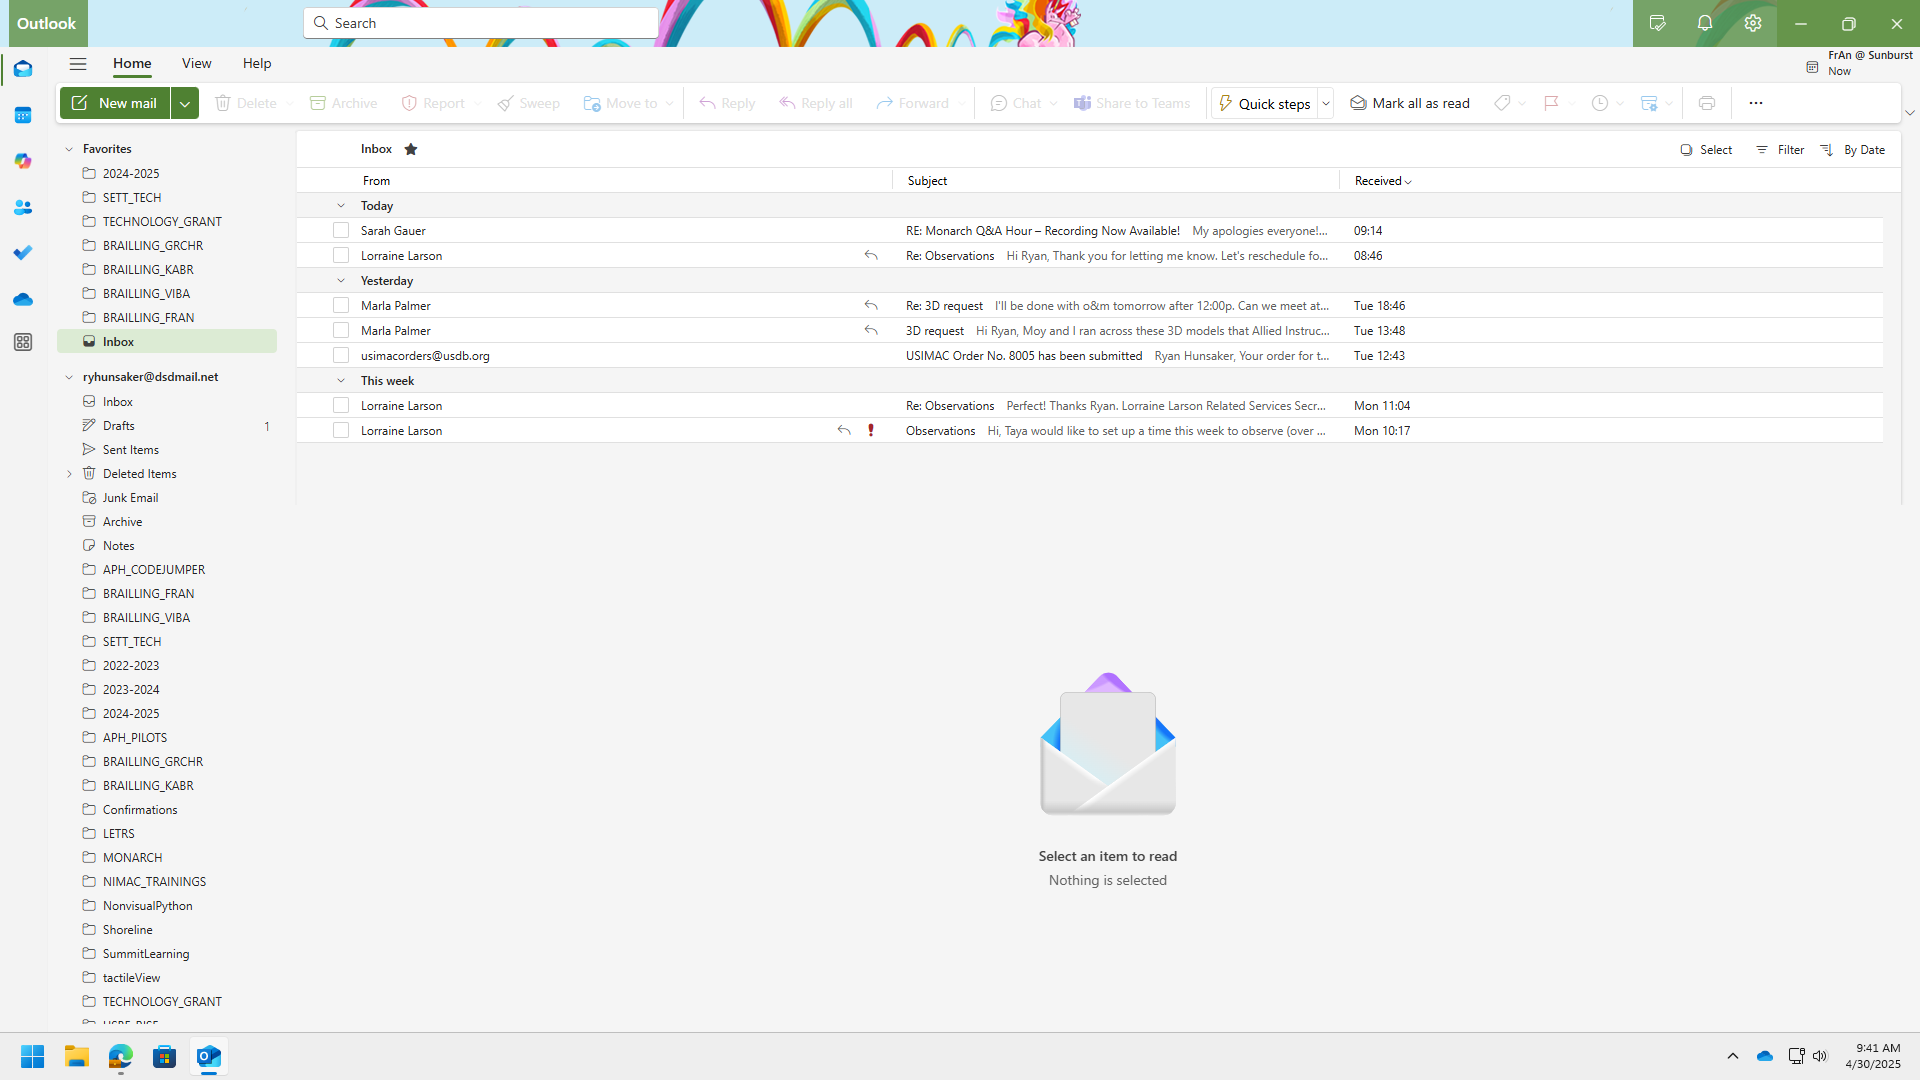 Outlook
Search
Home View Help
FrAn @ Sunburst
Now
New mail Delete Archive Report Sweep Move to Reply Reply all Forward Chat Share to Teams Quick steps Mark all as read
Favorites
2024-2025
SETT_TECH
TECHNOLOGY_GRANT
BRAILLING_GRCHR
BRAILLING_KABR
BRAILLING_VIBA
BRAILLING_FRAN
Inbox
ryhunsaker@dsdmail.net
Inbox
Drafts 1
Sent Items
Deleted Items
Junk Email
Archive
Notes
APH_CODEJUMPER
BRAILLING_FRAN
BRAILLING_VIBA
SETT_TECH
2022-2023
2023-2024
2024-2025
APH_PILOTS
BRAILLING_GRCHR
BRAILLING_KABR
Confirmations
LETRS
MONARCH
NIMAC_TRAININGS
NonvisualPython
Shoreline
SummitLearning
tactileView
TECHNOLOGY_GRANT
Inbox Select Filter By Date
From Subject Received
Today
Sarah Gauer RE: Monarch Q&A Hour – Recording Now Available! My apologies everyone!... 09:14
Lorraine Larson Re: Observations Hi Ryan, Thank you for letting me know. Let's reschedule fo... 08:46
Yesterday
Marla Palmer Re: 3D request I'll be done with o&m tomorrow after 12:00p. Can we meet at... Tue 18:46
Marla Palmer 3D request Hi Ryan, Moy and I ran across these 3D models that Allied Instruc... Tue 13:48
usimacorders@usdb.org USIMAC Order No. 8005 has been submitted Ryan Hunsaker, Your order for t... Tue 12:43
This week
Lorraine Larson Re: Observations Perfect! Thanks Ryan. Lorraine Larson Related Services Secr... Mon 11:04
Lorraine Larson Observations Hi, Taya would like to set up a time this week to observe (over ... Mon 10:17
Select an item to read
Nothing is selected
9:41 AM
4/30/2025